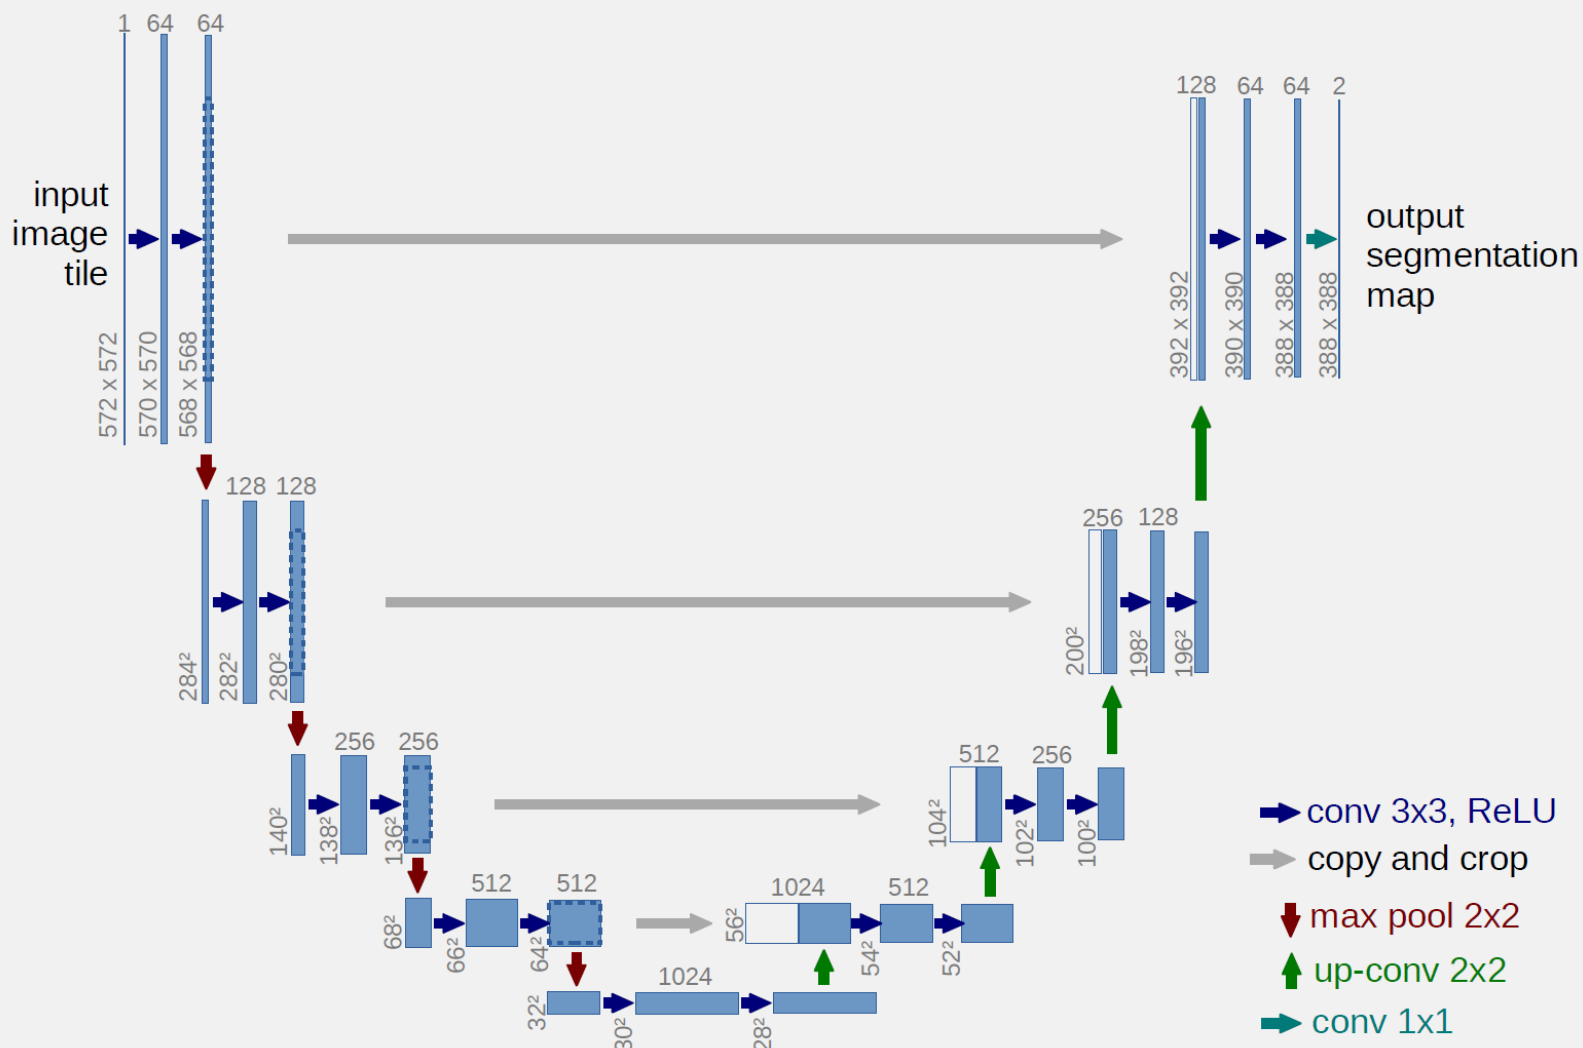 1 64 64
128 64 64 2
input
image
tile
572 x 572
570 x 570
568 x 568
392 x 392
390 x 390
388 x 388
388 x 388
output
segmentation
map
128 128
284²
282²
280²
256 128
200²
198²
196²
256 256
140²
138²
136²
512 256
104²
102²
100²
512 512
68²
66²
64²
1024 512
56²
54²
52²
1024
32²
30²
28²
conv 3x3, ReLU
copy and crop
max pool 2x2
up-conv 2x2
conv 1x1